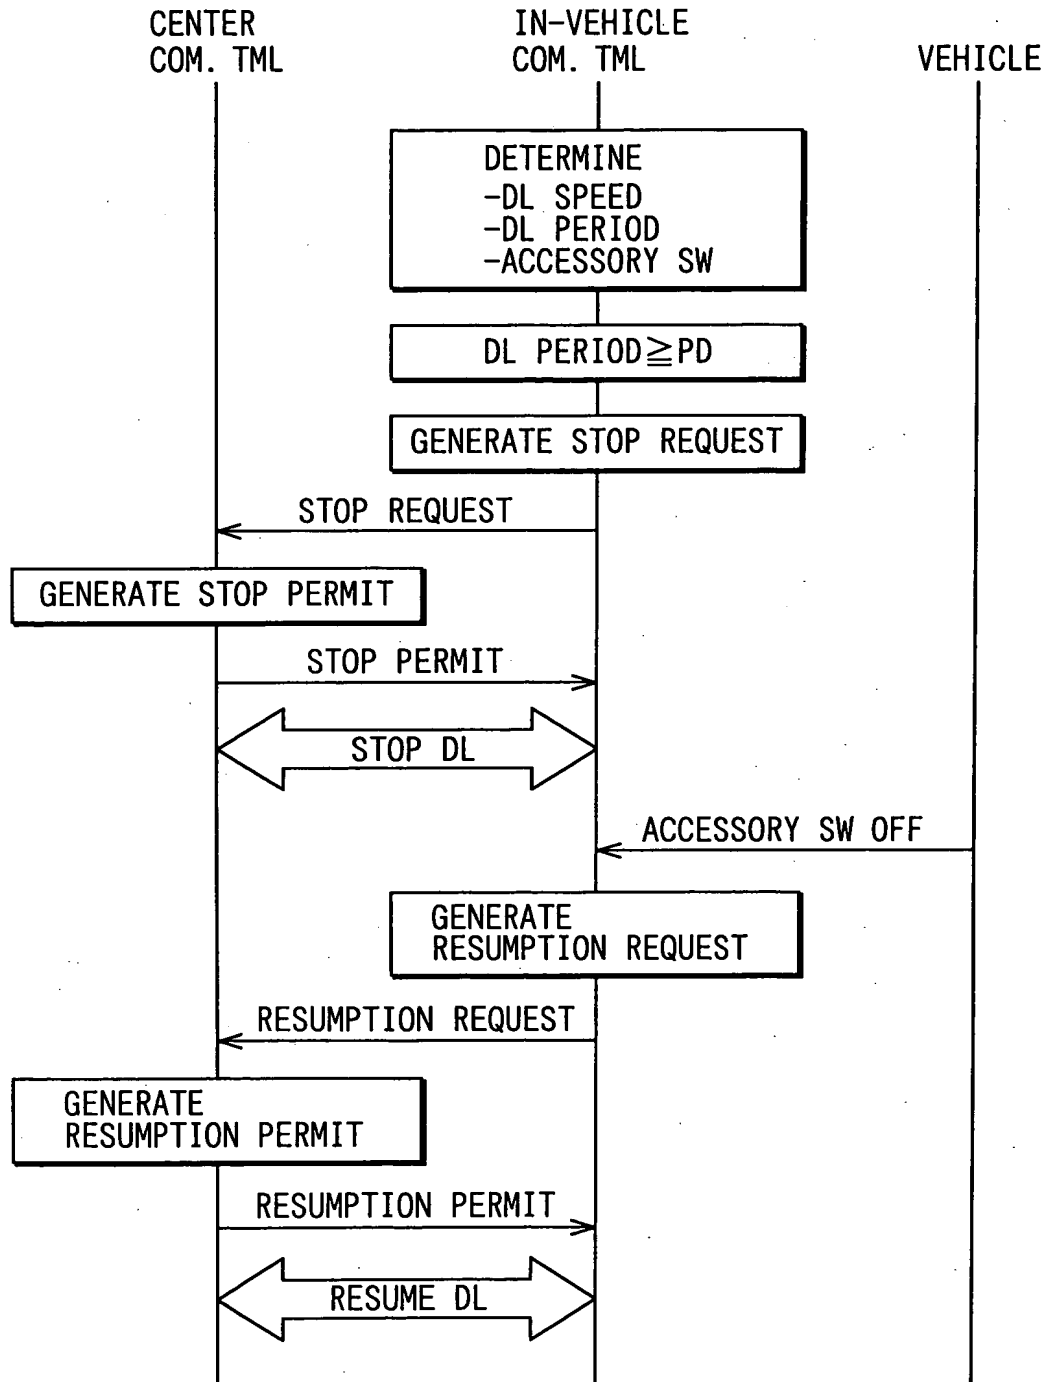 CENTER
COM. TML
IN-VEHICLE
COM. TML
VEHICLE
DETERMINE
-DL SPEED
-DL PERIOD
-ACCESSORY SW
DL PERIOD≧PD
GENERATE STOP REQUEST
STOP REQUEST
GENERATE STOP PERMIT
STOP PERMIT
STOP DL
ACCESSORY SW OFF
GENERATE
RESUMPTION REQUEST
RESUMPTION REQUEST
GENERATE
RESUMPTION PERMIT
RESUMPTION PERMIT
RESUME DL